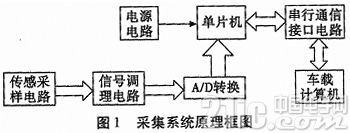 电源
电路
单片机
串行通信
接口电路
传感采
样电路
信号调
理电路
A/D转换
车载
计算机
图1 采集系统原理框图